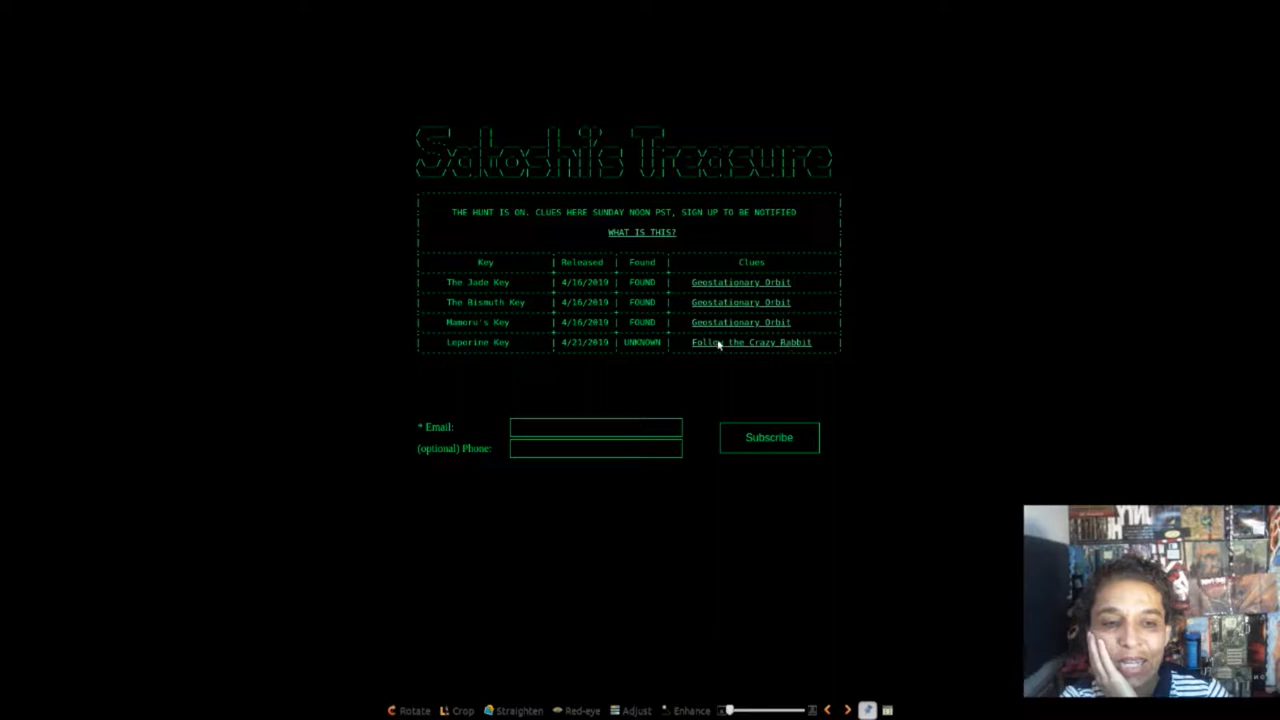 Satoshi's Treasure
THE HUNT IS ON. CLUES HERE SUNDAY NOON PST, SIGN UP TO BE NOTIFIED
WHAT IS THIS?
Key | Released | Found | Clues
The Jade Key | 4/16/2019 | FOUND | Geostationary Orbit
The Bismuth Key | 4/16/2019 | FOUND | Geostationary Orbit
Mamoru's Key | 4/16/2019 | FOUND | Geostationary Orbit
Leporine Key | 4/21/2019 | UNKNOWN | Follow the Crazy Rabbit
* Email:
Subscribe
(optional) Phone:
Rotate Crop Straighten Red-eye Adjust Enhance